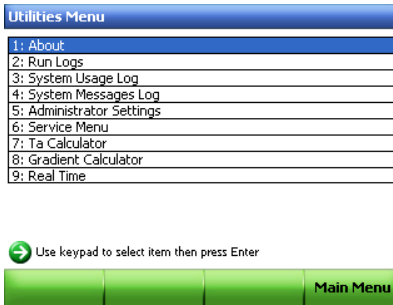 Utilities Menu
1: About
2: Run Logs
3: System Usage Log
4: System Messages Log
5: Administrator Settings
6: Service Menu
7: Ta Calculator
8: Gradient Calculator
9: Real Time
Use keypad to select item then press Enter
Main Menu